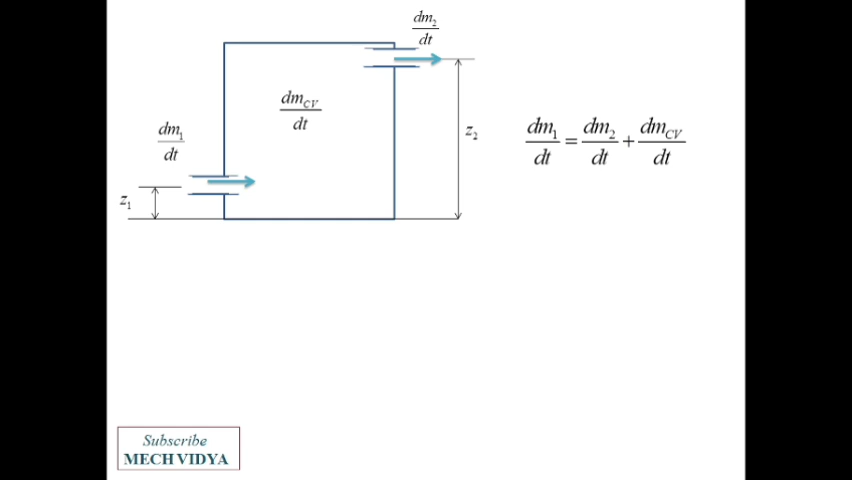 dm₂/dt
dm_CV/dt
dm₁/dt
z₂
dm₁/dt = dm₂/dt + dm_CV/dt
z₁
Subscribe
MECH VIDYA